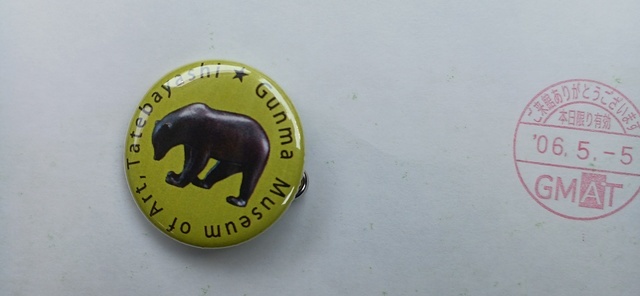 Gunma Museum of Art, Tatebayashi ★
ご来館ありがとうございます
本日限り有効
'06. 5. -5
GMAT